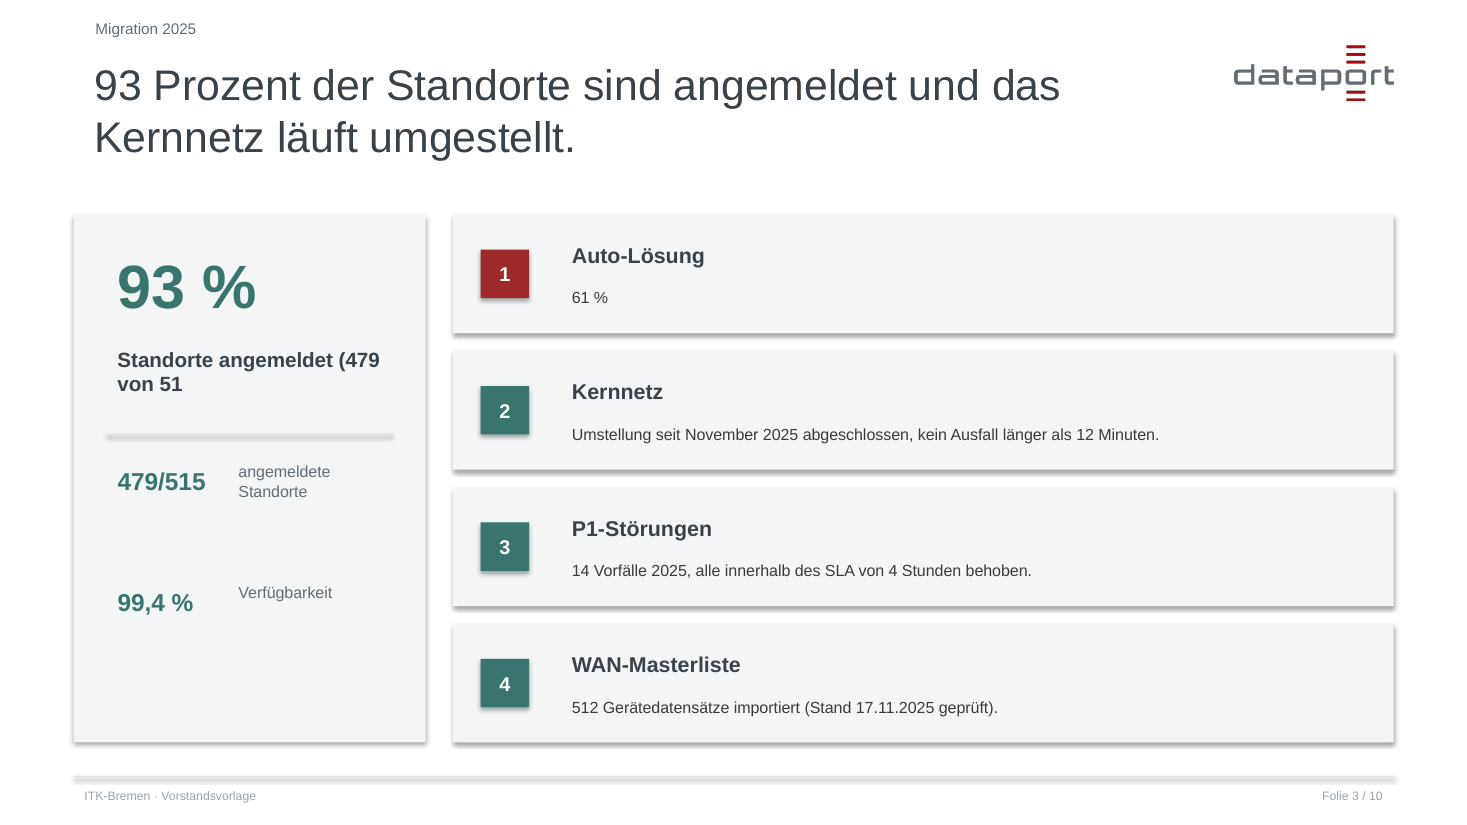 Migration 2025
93 Prozent der Standorte sind angemeldet und das
Kernnetz läuft umgestellt.
dataport
93 %
Standorte angemeldet (479
von 51
479/515
angemeldete
Standorte
99,4 %
Verfügbarkeit
1
Auto-Lösung
61 %
2
Kernnetz
Umstellung seit November 2025 abgeschlossen, kein Ausfall länger als 12 Minuten.
3
P1-Störungen
14 Vorfälle 2025, alle innerhalb des SLA von 4 Stunden behoben.
4
WAN-Masterliste
512 Gerätedatensätze importiert (Stand 17.11.2025 geprüft).
ITK-Bremen · Vorstandsvorlage
Folie 3 / 10